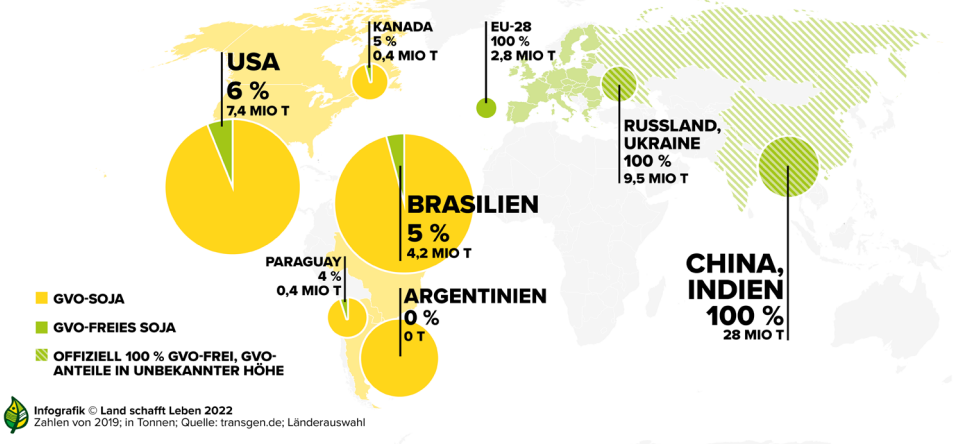 KANADA
5 %
0,4 MIO T
EU-28
100 %
2,8 MIO T
USA
6 %
7,4 MIO T
RUSSLAND,
UKRAINE
100 %
9,5 MIO T
BRASILIEN
5 %
4,2 MIO T
PARAGUAY
4 %
0,4 MIO T
CHINA,
INDIEN
100 %
28 MIO T
ARGENTINIEN
0 %
0 T
GVO-SOJA
GVO-FREIES SOJA
OFFIZIELL 100 % GVO-FREI, GVO-
ANTEILE IN UNBEKANNTER HÖHE
Infografik © Land schafft Leben 2022
Zahlen von 2019; in Tonnen; Quelle: transgen.de; Länderauswahl